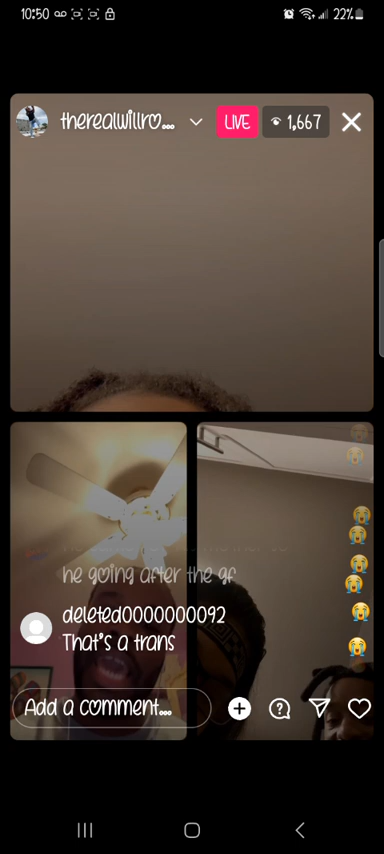 10:50
22%
therealwillro...
LIVE
1,667
he going after the gf
deleted0000000092
That's a trans
Add a comment...